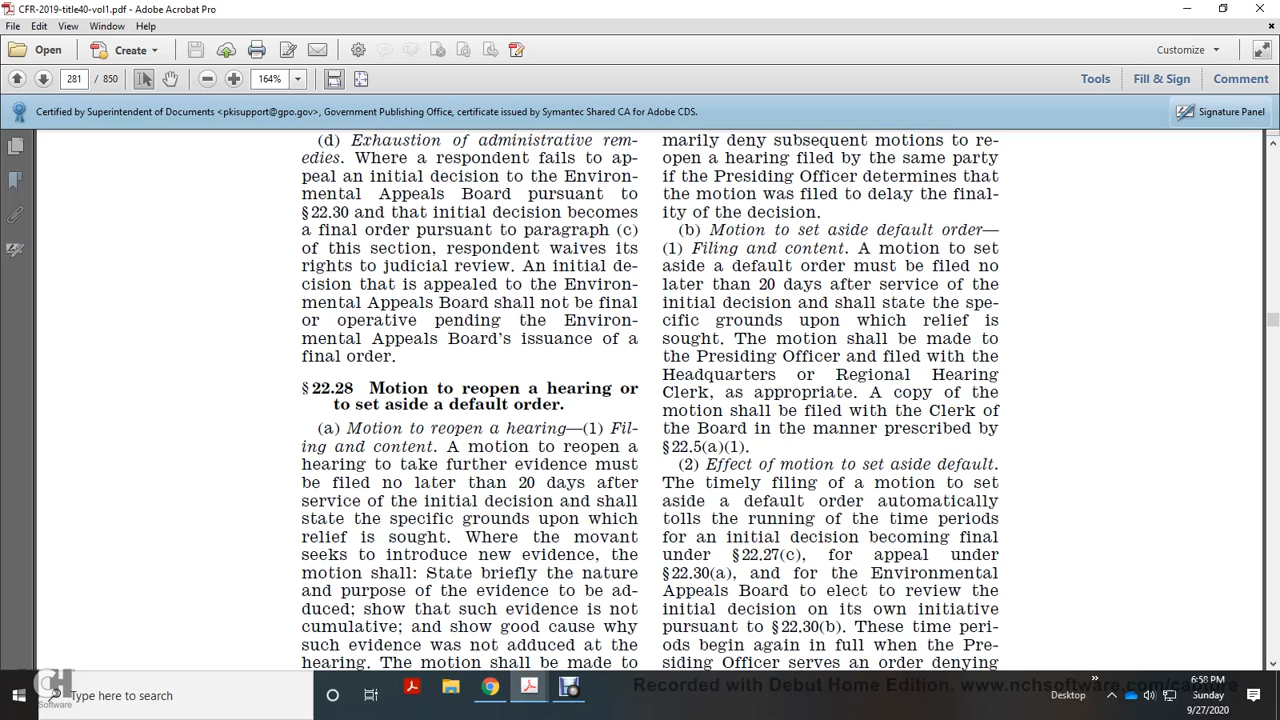 CFR-2019-title40-vol1.pdf - Adobe Acrobat Pro
File Edit View Window Help
Open Create Customize
281 / 850 164% Tools Fill & Sign Comment
Certified by Superintendent of Documents <pkisupport@gpo.gov>, Government Publishing Office, certificate issued by Symantec Shared CA for Adobe CDS. Signature Panel
(d) Exhaustion of administrative rem-
edies. Where a respondent fails to ap-
peal an initial decision to the Environ-
mental Appeals Board pursuant to
§ 22.30 and that initial decision becomes
a final order pursuant to paragraph (c)
of this section, respondent waives its
rights to judicial review. An initial de-
cision that is appealed to the Environ-
mental Appeals Board shall not be final
or operative pending the Environ-
mental Appeals Board's issuance of a
final order.
§ 22.28 Motion to reopen a hearing or
to set aside a default order.
(a) Motion to reopen a hearing—(1) Fil-
ing and content. A motion to reopen a
hearing to take further evidence must
be filed no later than 20 days after
service of the initial decision and shall
state the specific grounds upon which
relief is sought. Where the movant
seeks to introduce new evidence, the
motion shall: State briefly the nature
and purpose of the evidence to be ad-
duced; show that such evidence is not
cumulative; and show good cause why
such evidence was not adduced at the
hearing. The motion shall be made to
marily deny subsequent motions to re-
open a hearing filed by the same party
if the Presiding Officer determines that
the motion was filed to delay the final-
ity of the decision.
(b) Motion to set aside default order—
(1) Filing and content. A motion to set
aside a default order must be filed no
later than 20 days after service of the
initial decision and shall state the spe-
cific grounds upon which relief is
sought. The motion shall be made to
the Presiding Officer and filed with the
Headquarters or Regional Hearing
Clerk, as appropriate. A copy of the
motion shall be filed with the Clerk of
the Board in the manner prescribed by
§ 22.5(a)(1).
(2) Effect of motion to set aside default.
The timely filing of a motion to set
aside a default order automatically
tolls the running of the time periods
for an initial decision becoming final
under § 22.27(c), for appeal under
§ 22.30(a), and for the Environmental
Appeals Board to elect to review the
initial decision on its own initiative
pursuant to § 22.30(b). These time peri-
ods begin again in full when the Pre-
siding Officer serves an order denying
Recorded with Debut Home Edition. www.nchsoftware.com/capture
Software
Type here to search
Desktop
6:58 PM
Sunday
9/27/2020